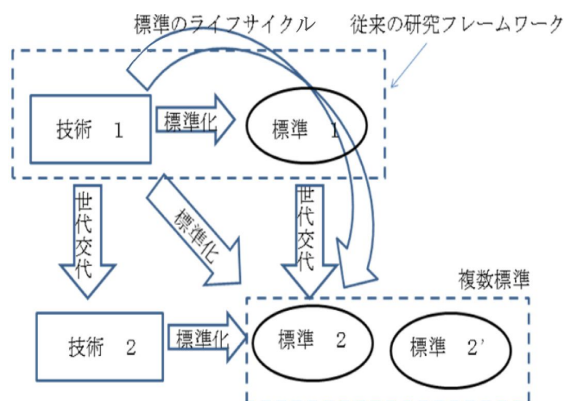 標準のライフサイクル
従来の研究フレームワーク
技術 1
標準化
標準 1
世代交代
標準化
世代交代
複数標準
技術 2
標準化
標準 2
標準 2'